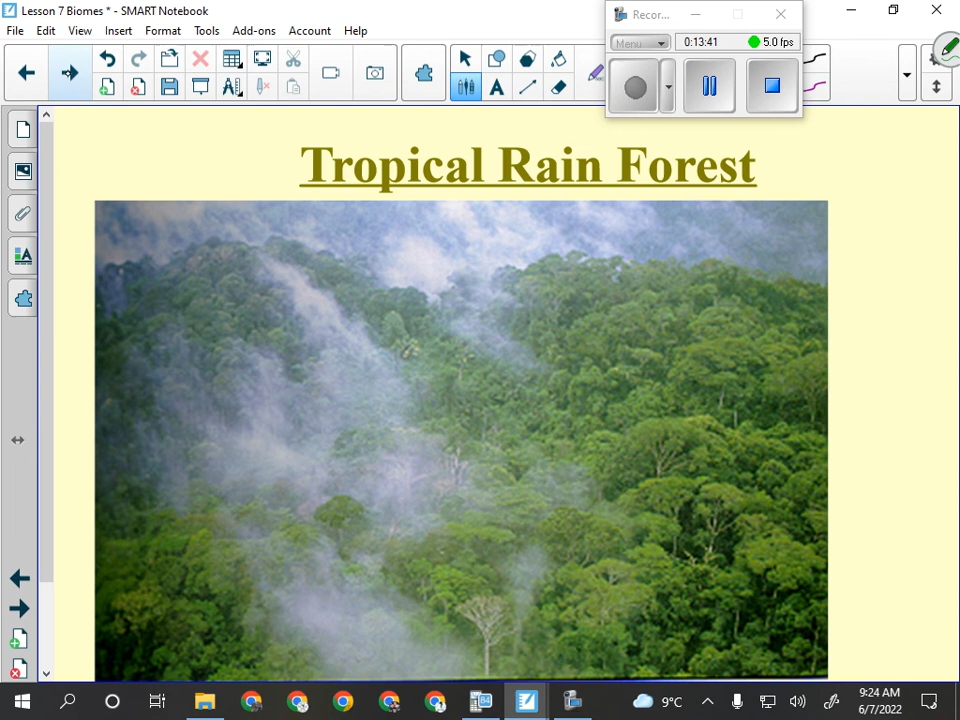 Lesson 7 Biomes * - SMART Notebook
Recor...
File Edit View Insert Format Tools Add-ons Account Help
Menu 0:13:41 5.0 fps
Tropical Rain Forest
9°C
9:24 AM
6/7/2022